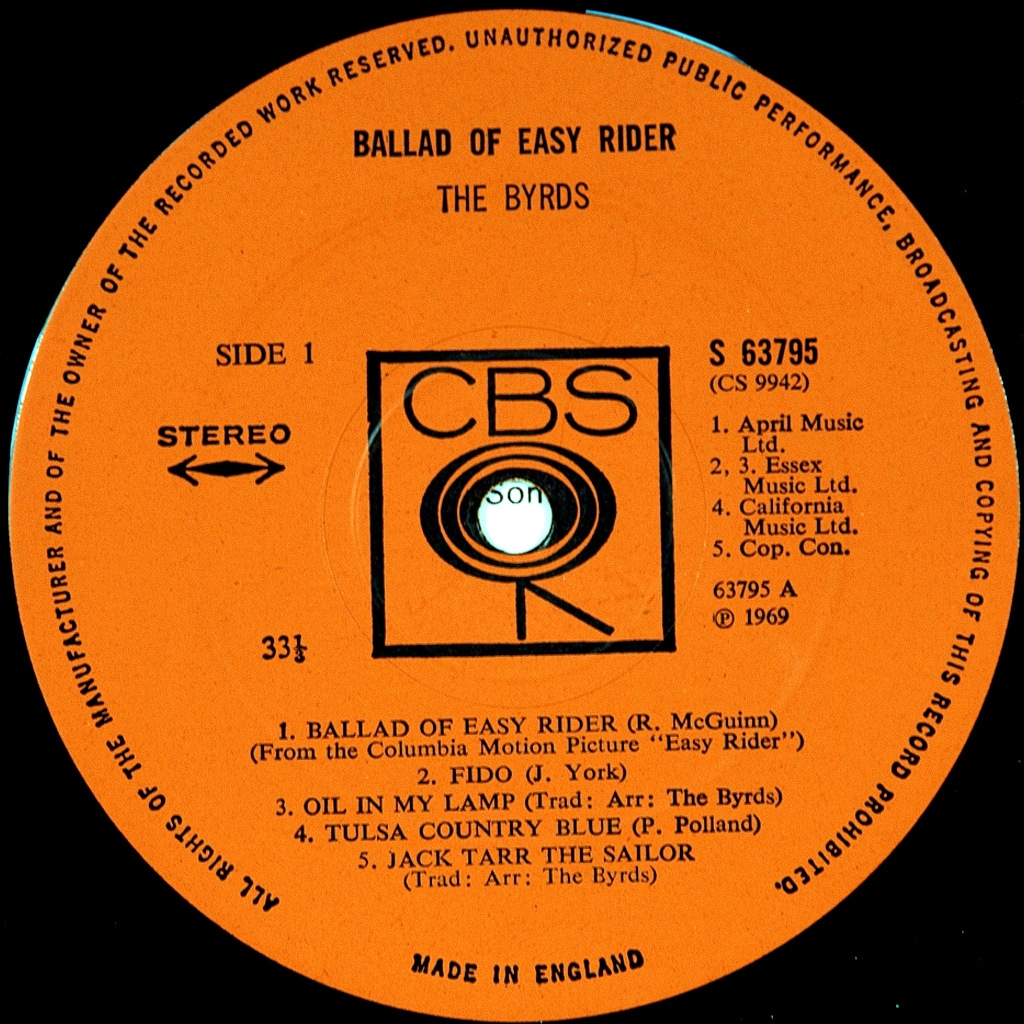 ALL RIGHTS OF THE MANUFACTURER AND OF THE OWNER OF THE RECORDED WORK RESERVED. UNAUTHORIZED PUBLIC PERFORMANCE, BROADCASTING AND COPYING OF THIS RECORD PROHIBITED.
BALLAD OF EASY RIDER
THE BYRDS
SIDE 1
STEREO
33⅓
CBS
Son
S 63795
(CS 9942)
1. April Music
Ltd.
2, 3. Essex
Music Ltd.
4. California
Music Ltd.
5. Cop. Con.
63795 A
℗ 1969
1. BALLAD OF EASY RIDER (R. McGuinn)
(From the Columbia Motion Picture "Easy Rider")
2. FIDO (J. York)
3. OIL IN MY LAMP (Trad: Arr: The Byrds)
4. TULSA COUNTRY BLUE (P. Polland)
5. JACK TARR THE SAILOR
(Trad: Arr: The Byrds)
MADE IN ENGLAND